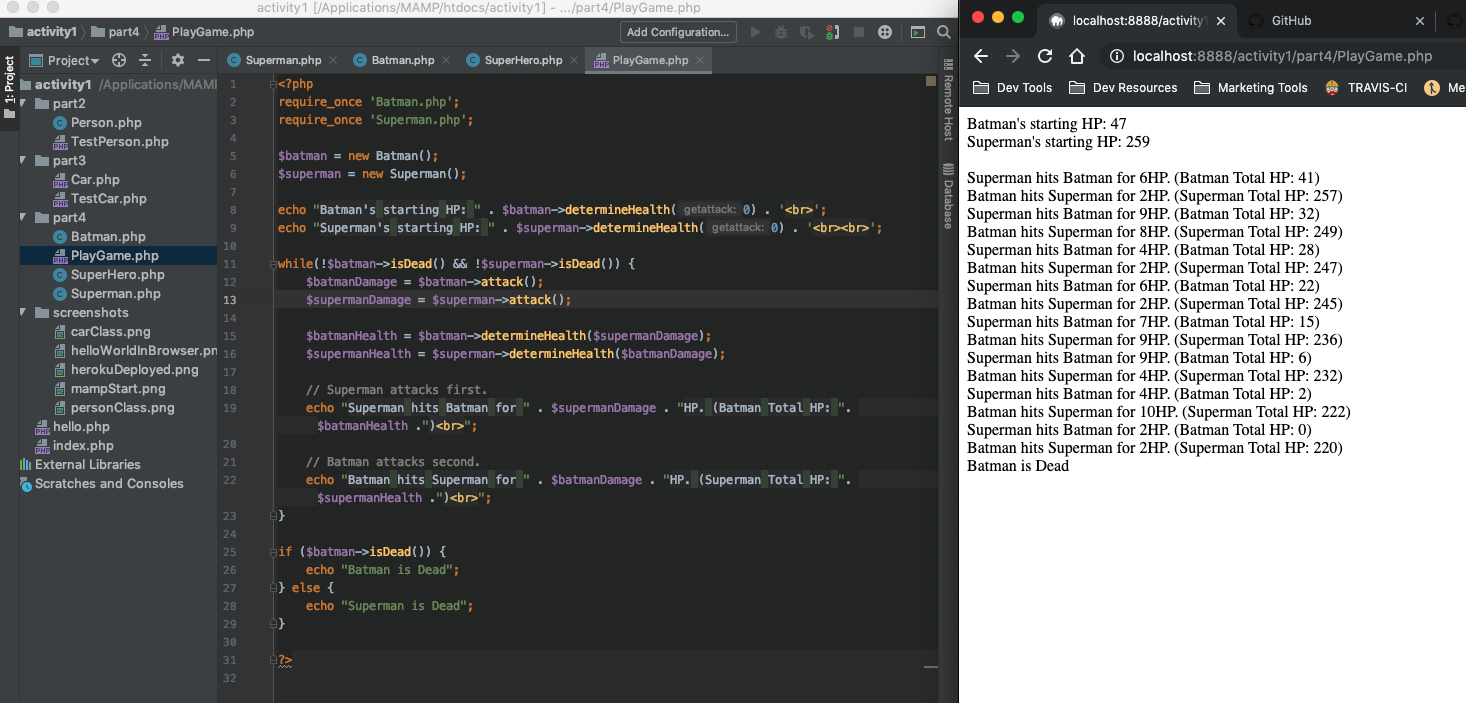 activity1 [/Applications/MAMP/htdocs/activity1] - .../part4/PlayGame.php
activity1 part4 PlayGame.php Add Configuration...
1: Project
Project
activity1 /Applications/MAMI
part2
Person.php
TestPerson.php
part3
Car.php
TestCar.php
part4
Batman.php
PlayGame.php
SuperHero.php
Superman.php
screenshots
carClass.png
helloWorldInBrowser.pn
herokuDeployed.png
mampStart.png
personClass.png
hello.php
index.php
External Libraries
Scratches and Consoles
Superman.php Batman.php SuperHero.php PlayGame.php
1 <?php
2 require_once 'Batman.php';
3 require_once 'Superman.php';
4
5 $batman = new Batman();
6 $superman = new Superman();
7
8 echo "Batman's starting HP: " . $batman->determineHealth( getattack: 0) . '<br>';
9 echo "Superman's starting HP: " . $superman->determineHealth( getattack: 0) . '<br><br>';
10
11 while(!$batman->isDead() && !$superman->isDead()) {
12 $batmanDamage = $batman->attack();
13 $supermanDamage = $superman->attack();
14
15 $batmanHealth = $batman->determineHealth($supermanDamage);
16 $supermanHealth = $superman->determineHealth($batmanDamage);
17
18 // Superman attacks first.
19 echo "Superman hits Batman for " . $supermanDamage . "HP. (Batman Total HP: ".
$batmanHealth .")<br>";
20
21 // Batman attacks second.
22 echo "Batman hits Superman for " . $batmanDamage . "HP. (Superman Total HP: ".
$supermanHealth .")<br>";
23 }
24
25 if ($batman->isDead()) {
26 echo "Batman is Dead";
27 } else {
28 echo "Superman is Dead";
29 }
30
31 ?>
32
Remote Host
Database
localhost:8888/activity1 GitHub
localhost:8888/activity1/part4/PlayGame.php
Dev Tools Dev Resources Marketing Tools TRAVIS-CI Me
Batman's starting HP: 47
Superman's starting HP: 259
Superman hits Batman for 6HP. (Batman Total HP: 41)
Batman hits Superman for 2HP. (Superman Total HP: 257)
Superman hits Batman for 9HP. (Batman Total HP: 32)
Batman hits Superman for 8HP. (Superman Total HP: 249)
Superman hits Batman for 4HP. (Batman Total HP: 28)
Batman hits Superman for 2HP. (Superman Total HP: 247)
Superman hits Batman for 6HP. (Batman Total HP: 22)
Batman hits Superman for 2HP. (Superman Total HP: 245)
Superman hits Batman for 7HP. (Batman Total HP: 15)
Batman hits Superman for 9HP. (Superman Total HP: 236)
Superman hits Batman for 9HP. (Batman Total HP: 6)
Batman hits Superman for 4HP. (Superman Total HP: 232)
Superman hits Batman for 4HP. (Batman Total HP: 2)
Batman hits Superman for 10HP. (Superman Total HP: 222)
Superman hits Batman for 2HP. (Batman Total HP: 0)
Batman hits Superman for 2HP. (Superman Total HP: 220)
Batman is Dead